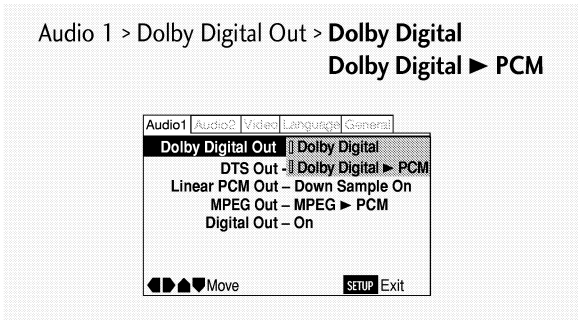 Audio 1 > Dolby Digital Out > Dolby Digital
Dolby Digital ► PCM
Audio1 Audio2 Video Language General
Dolby Digital Out Dolby Digital
DTS Out - Dolby Digital ► PCM
Linear PCM Out – Down Sample On
MPEG Out – MPEG ► PCM
Digital Out – On
Move SETUP Exit